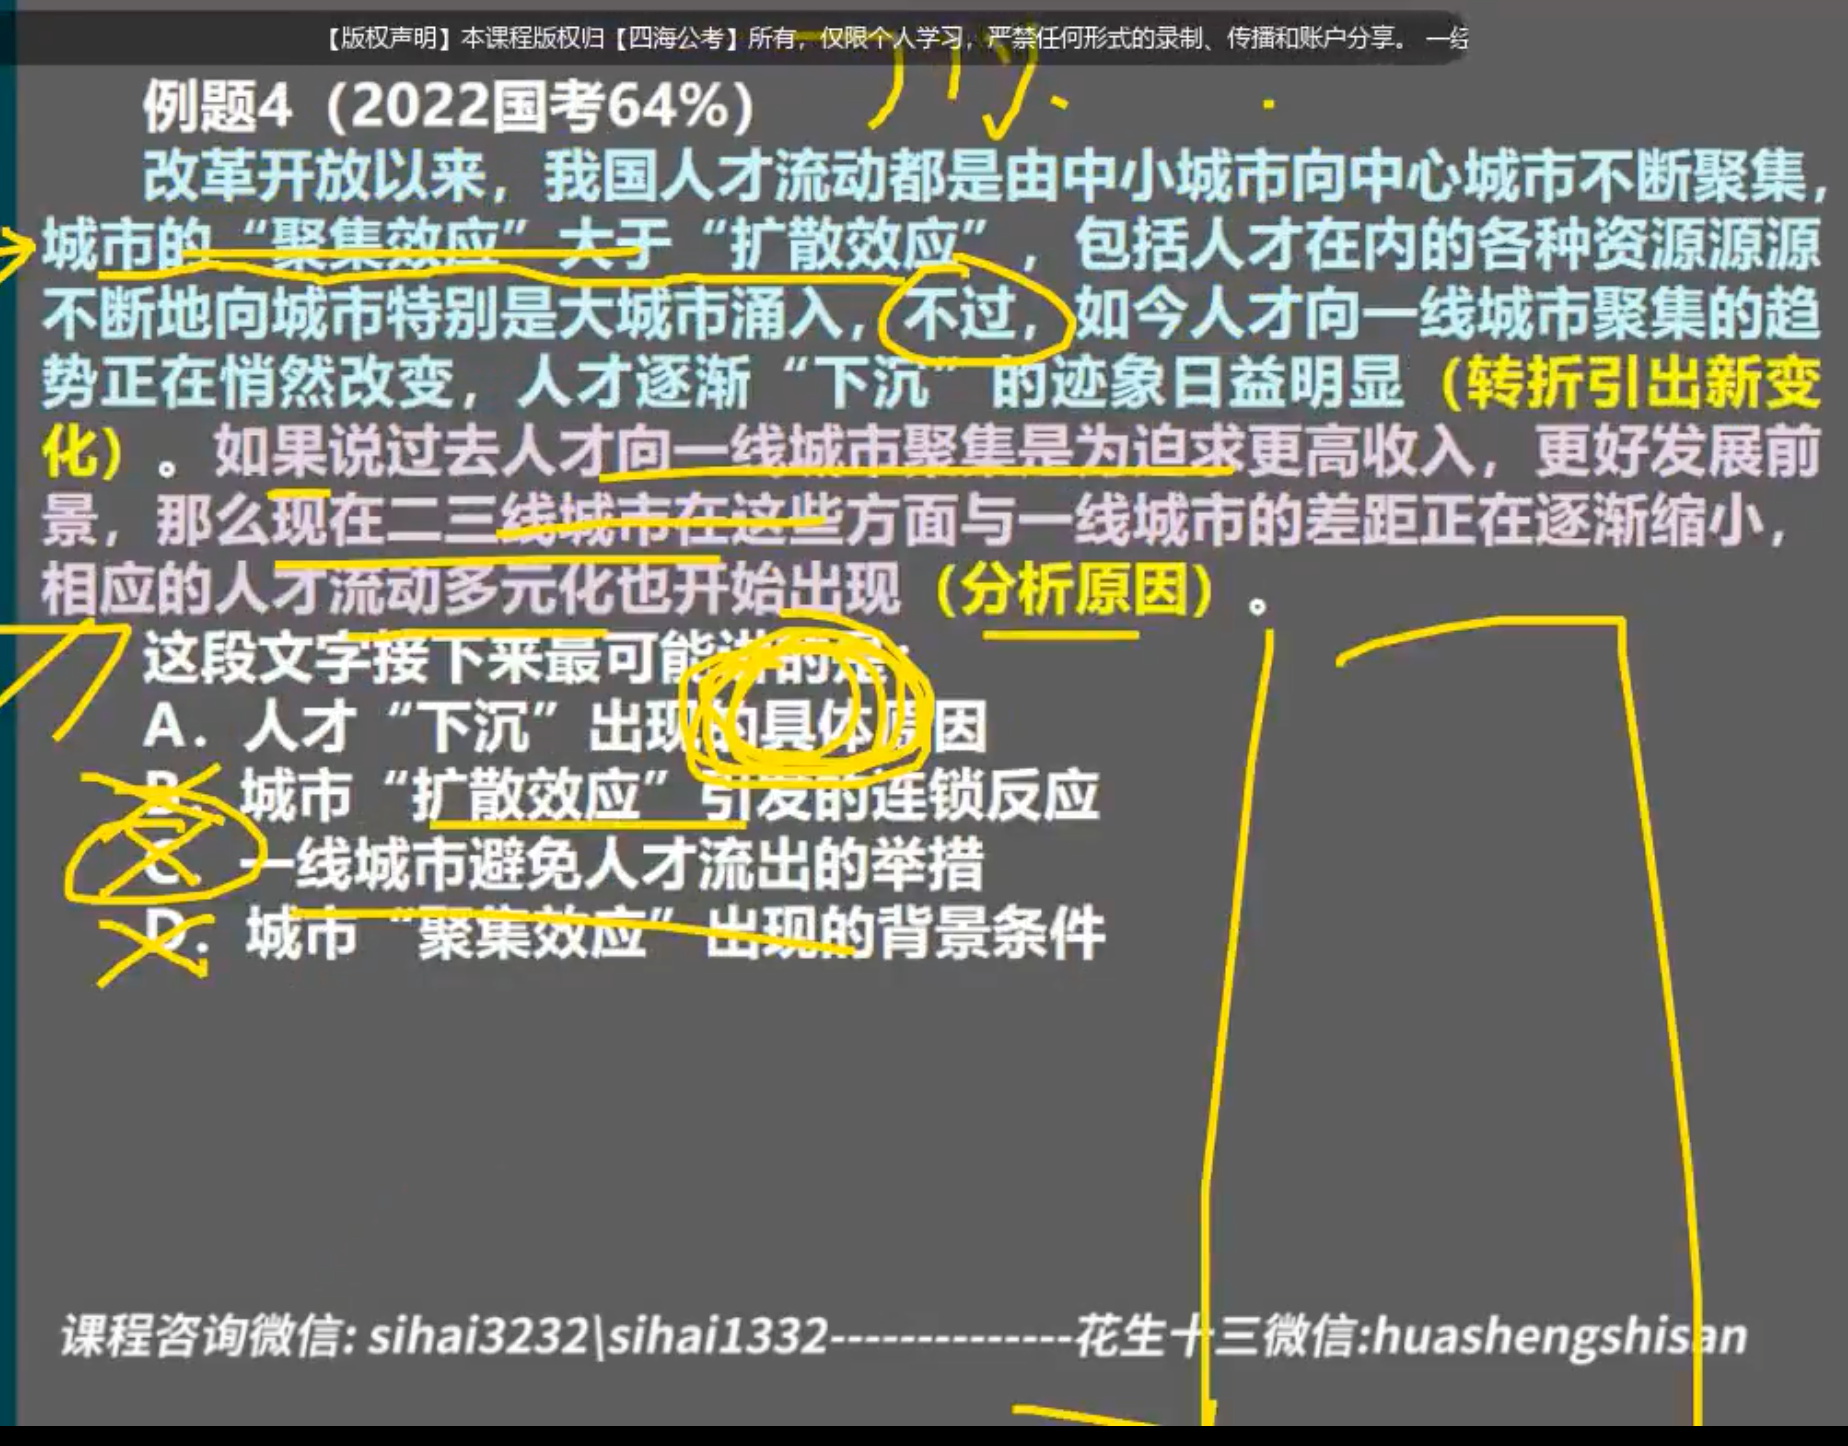 【版权声明】本课程版权归【四海公考】所有，仅限个人学习，严禁任何形式的录制、传播和账户分享。 一经
例题4（2022国考64%）
改革开放以来，我国人才流动都是由中小城市向中心城市不断聚集，
城市的“聚集效应”大于“扩散效应”，包括人才在内的各种资源源源
不断地向城市特别是大城市涌入，不过，如今人才向一线城市聚集的趋
势正在悄然改变，人才逐渐“下沉”的迹象日益明显（转折引出新变
化）。如果说过去人才向一线城市聚集是为追求更高收入，更好发展前
景，那么现在二三线城市在这些方面与一线城市的差距正在逐渐缩小，
相应的人才流动多元化也开始出现（分析原因）。
这段文字接下来最可能讲的是：
A．人才“下沉”出现的具体原因
B．城市“扩散效应”引发的连锁反应
C．一线城市避免人才流出的举措
D．城市“聚集效应”出现的背景条件
课程咨询微信: sihai3232\sihai1332--------------花生十三微信:huashengshisan